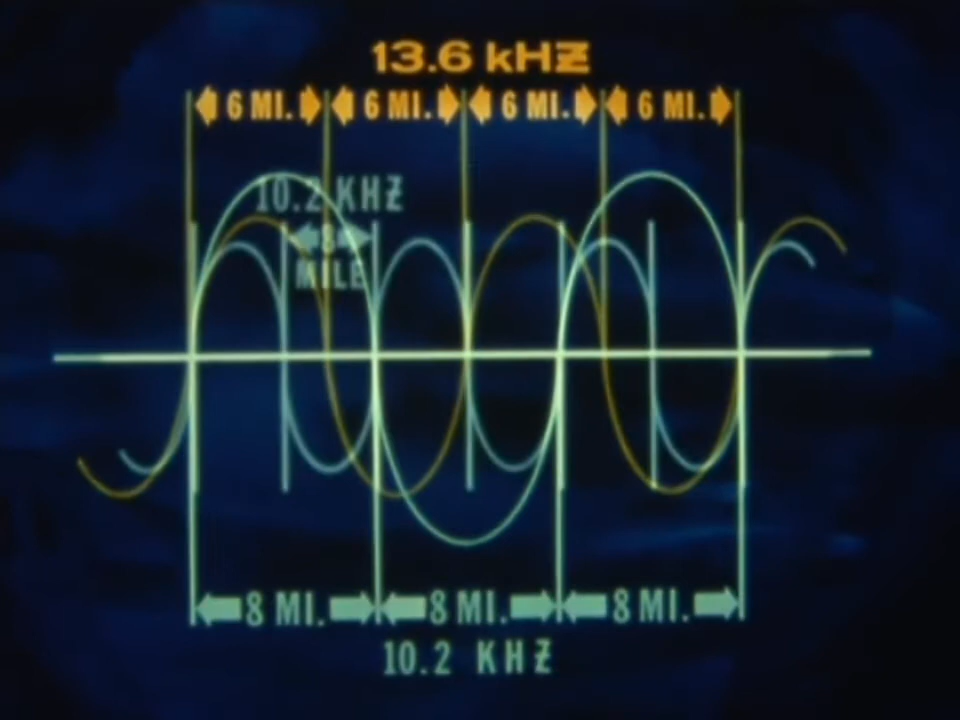 13.6 kHz
6 MI. 6 MI. 6 MI. 6 MI.
10.2 KHZ
8
MILE
8 MI. 8 MI. 8 MI.
10.2 KHZ